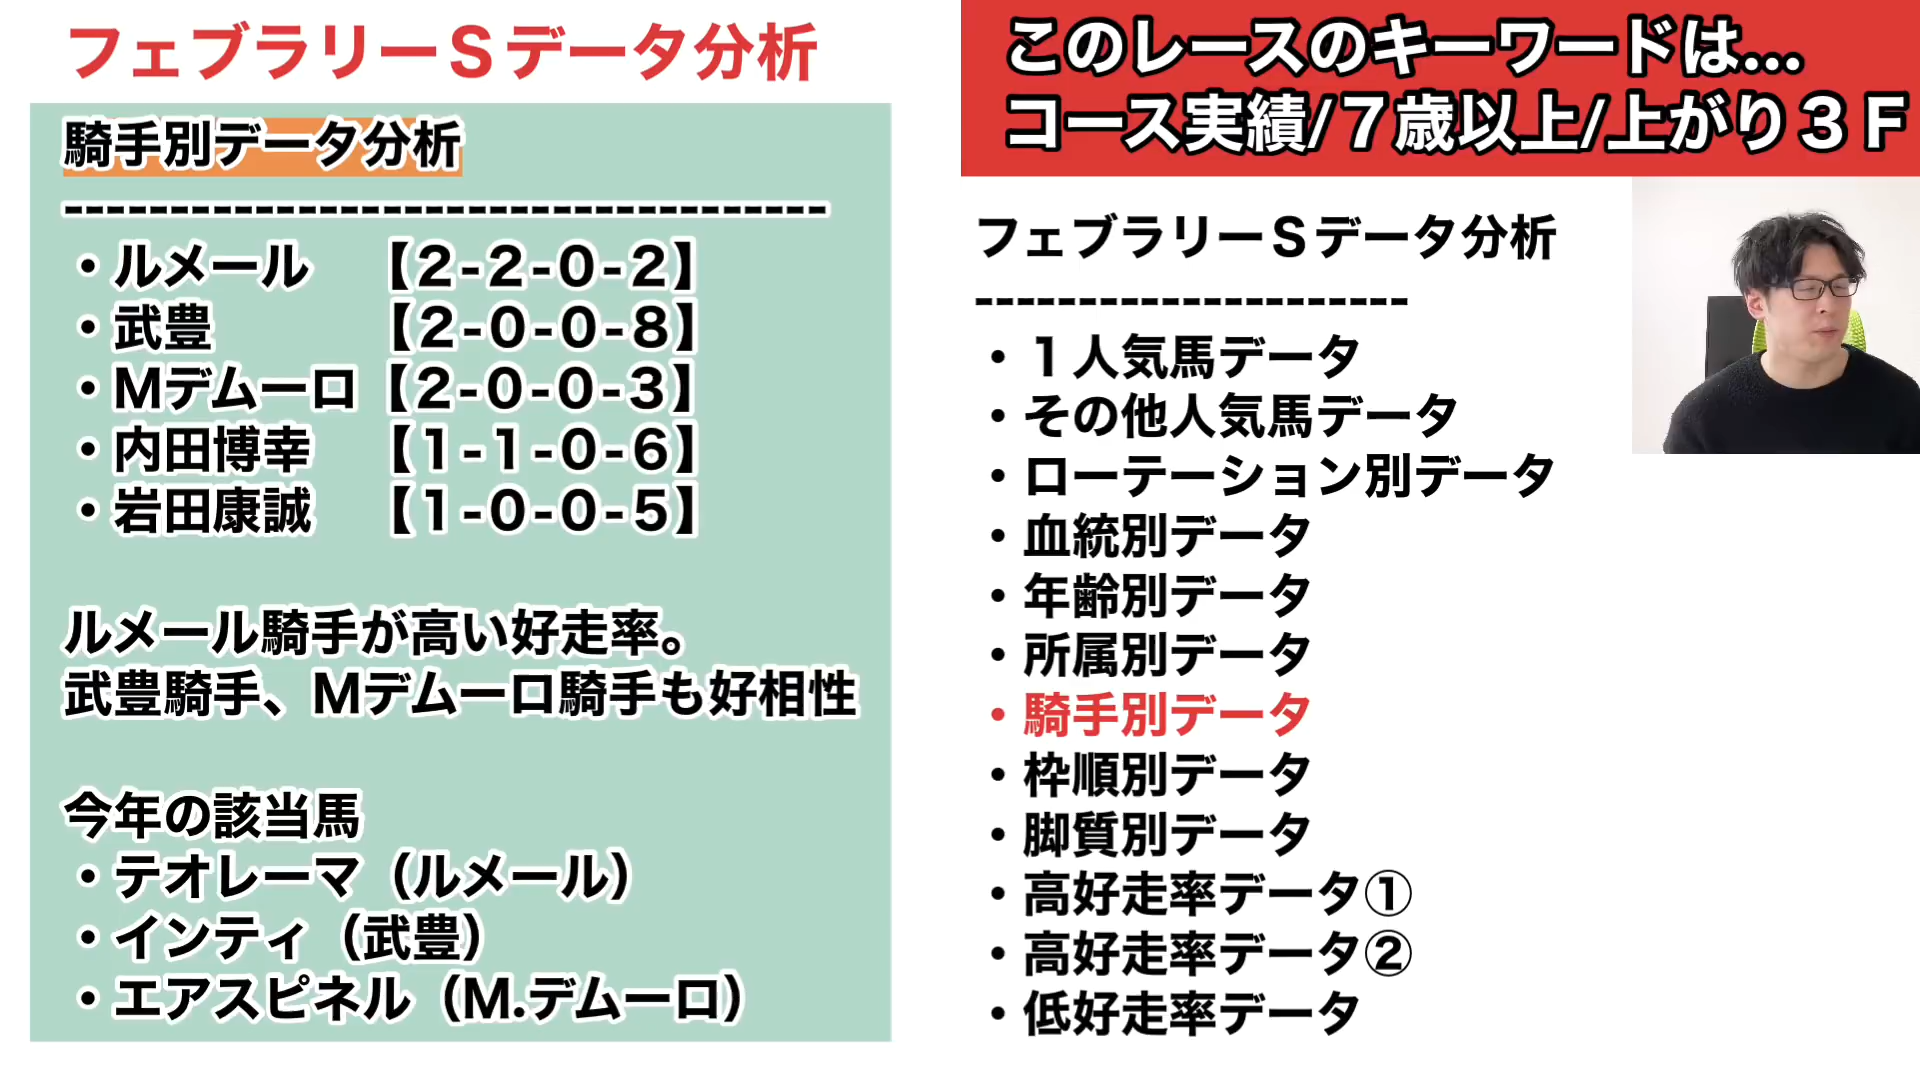 フェブラリーSデータ分析
騎手別データ分析
-------------------------------------
・ルメール 【2-2-0-2】
・武豊 【2-0-0-8】
・Mデムーロ【2-0-0-3】
・内田博幸 【1-1-0-6】
・岩田康誠 【1-0-0-5】
ルメール騎手が高い好走率。
武豊騎手、Mデムーロ騎手も好相性
今年の該当馬
・テオレーマ（ルメール）
・インティ（武豊）
・エアスピネル（M.デムーロ）
このレースのキーワードは...
コース実績/７歳以上/上がり３Ｆ
フェブラリーSデータ分析
---------------------
・１人気馬データ
・その他人気馬データ
・ローテーション別データ
・血統別データ
・年齢別データ
・所属別データ
・騎手別データ
・枠順別データ
・脚質別データ
・高好走率データ①
・高好走率データ②
・低好走率データ